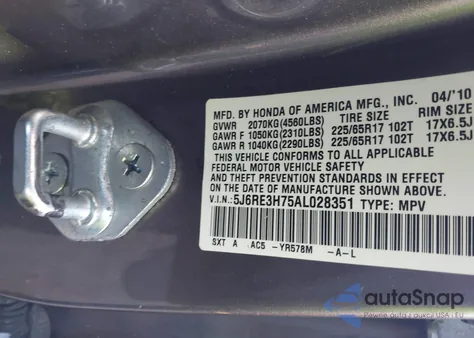 MFD. BY HONDA OF AMERICA MFG., INC. 04/'10
GVWR 2070KG(4560LBS) TIRE SIZE RIM SIZE
GAWR F 1050KG(2310LBS) 225/65R17 102T 17X6.5J
GAWR R 1040KG(2290LBS) 225/65R17 102T 17X6.5J
THIS VEHICLE CONFORMS TO ALL APPLICABLE
FEDERAL MOTOR VEHICLE SAFETY
AND THEFT PREVENTION STANDARDS IN EFFECT
ON THE DATE OF MANUFACTURE SHOWN ABOVE.
V.I.N: 5J6RE3H75AL028351 TYPE: MPV
SXT A AC5 -YR578M -A-L
autoSnap